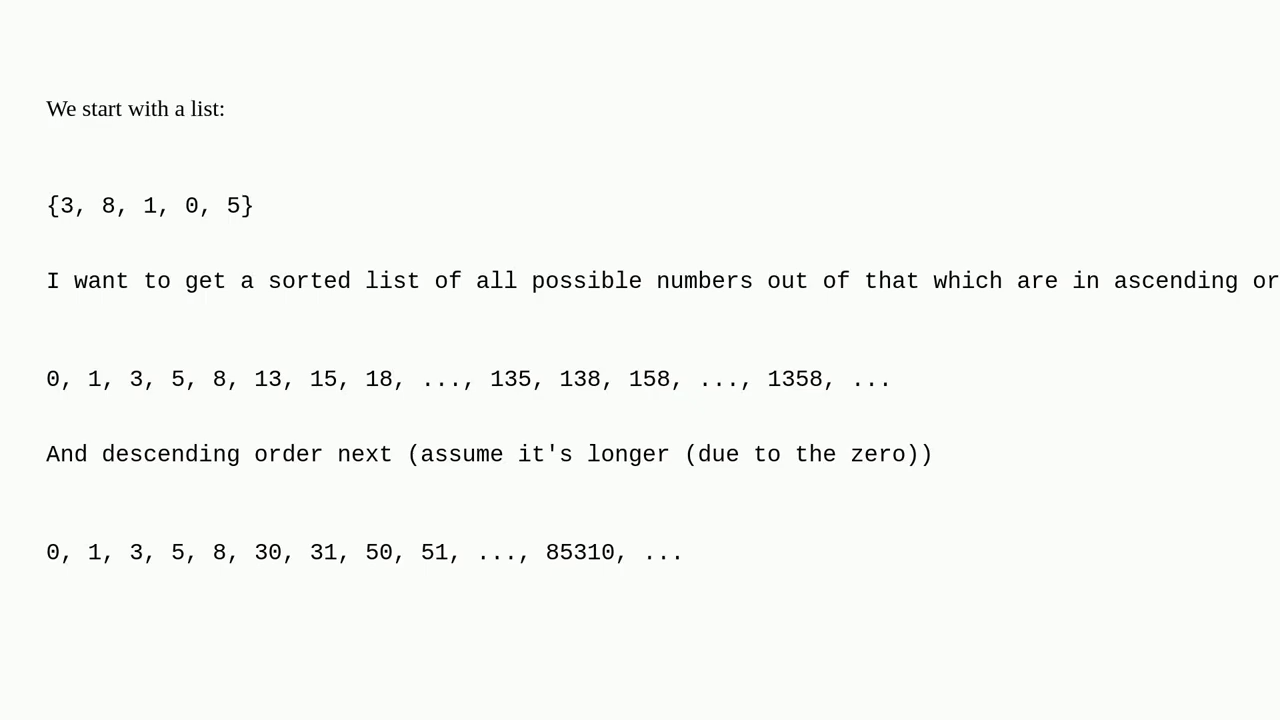 We start with a list:
{3, 8, 1, 0, 5}
I want to get a sorted list of all possible numbers out of that which are in ascending or
0, 1, 3, 5, 8, 13, 15, 18, ..., 135, 138, 158, ..., 1358, ...
And descending order next (assume it's longer (due to the zero))
0, 1, 3, 5, 8, 30, 31, 50, 51, ..., 85310, ...